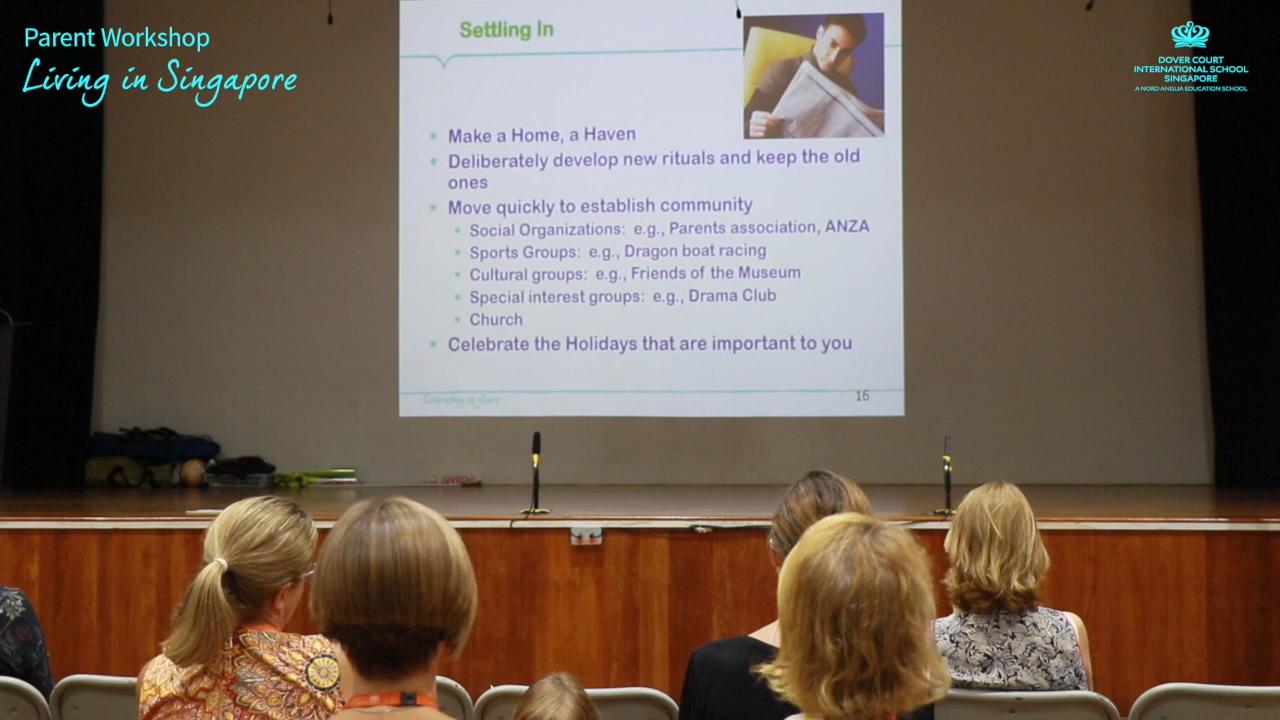 Parent Workshop
Living in Singapore
DOVER COURT
INTERNATIONAL SCHOOL
SINGAPORE
A NORD ANGLIA EDUCATION SCHOOL
Settling In
Make a Home, a Haven
Deliberately develop new rituals and keep the old
ones
Move quickly to establish community
Social Organizations: e.g., Parents association, ANZA
Sports Groups: e.g., Dragon boat racing
Cultural groups: e.g., Friends of the Museum
Special interest groups: e.g., Drama Club
Church
Celebrate the Holidays that are important to you
16